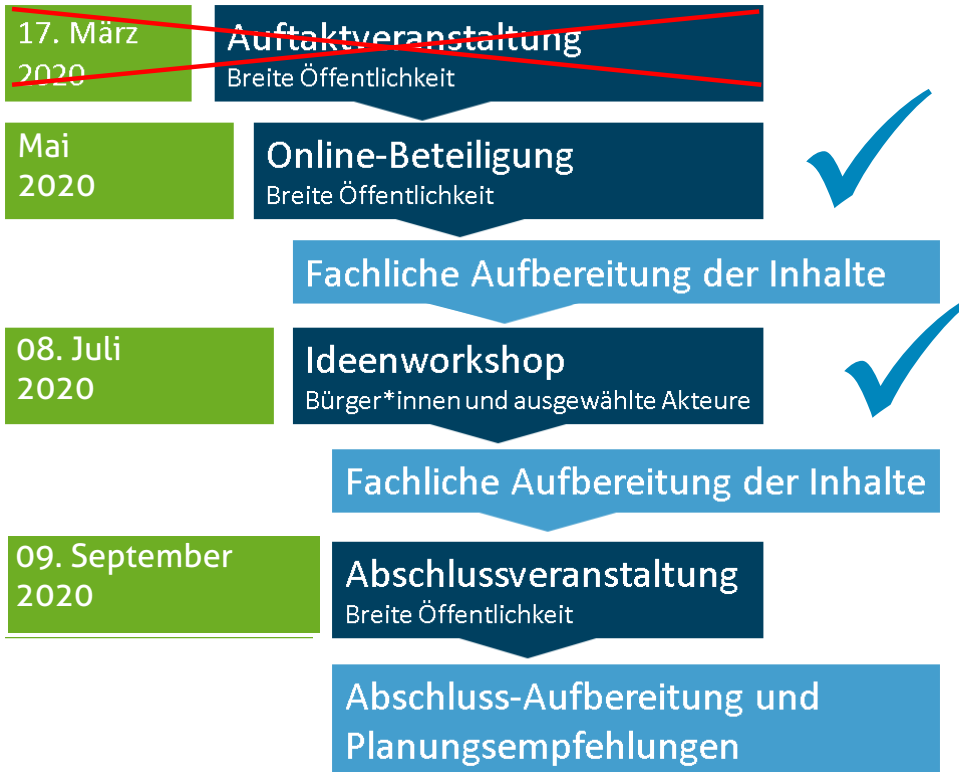 17. März
2020
Auftaktveranstaltung
Breite Öffentlichkeit
Mai
2020
Online-Beteiligung
Breite Öffentlichkeit
Fachliche Aufbereitung der Inhalte
08. Juli
2020
Ideenworkshop
Bürger*innen und ausgewählte Akteure
Fachliche Aufbereitung der Inhalte
09. September
2020
Abschlussveranstaltung
Breite Öffentlichkeit
Abschluss-Aufbereitung und
Planungsempfehlungen